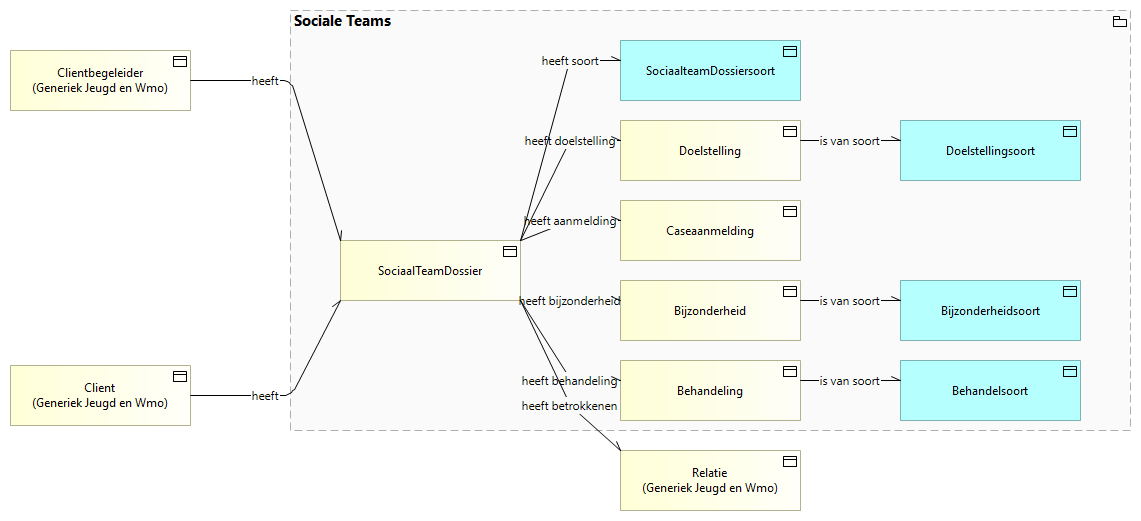 Sociale Teams
Clientbegeleider
(Generiek Jeugd en Wmo)
heeft
heeft soort
SociaalteamDossiersoort
heeft doelstelling
Doelstelling
is van soort
Doelstellingsoort
heeft aanmelding
Caseaanmelding
SociaalTeamDossier
heeft bijzonderheid
Bijzonderheid
is van soort
Bijzonderheidsoort
Client
(Generiek Jeugd en Wmo)
heeft
heeft behandeling
Behandeling
is van soort
Behandelsoort
heeft betrokkenen
Relatie
(Generiek Jeugd en Wmo)